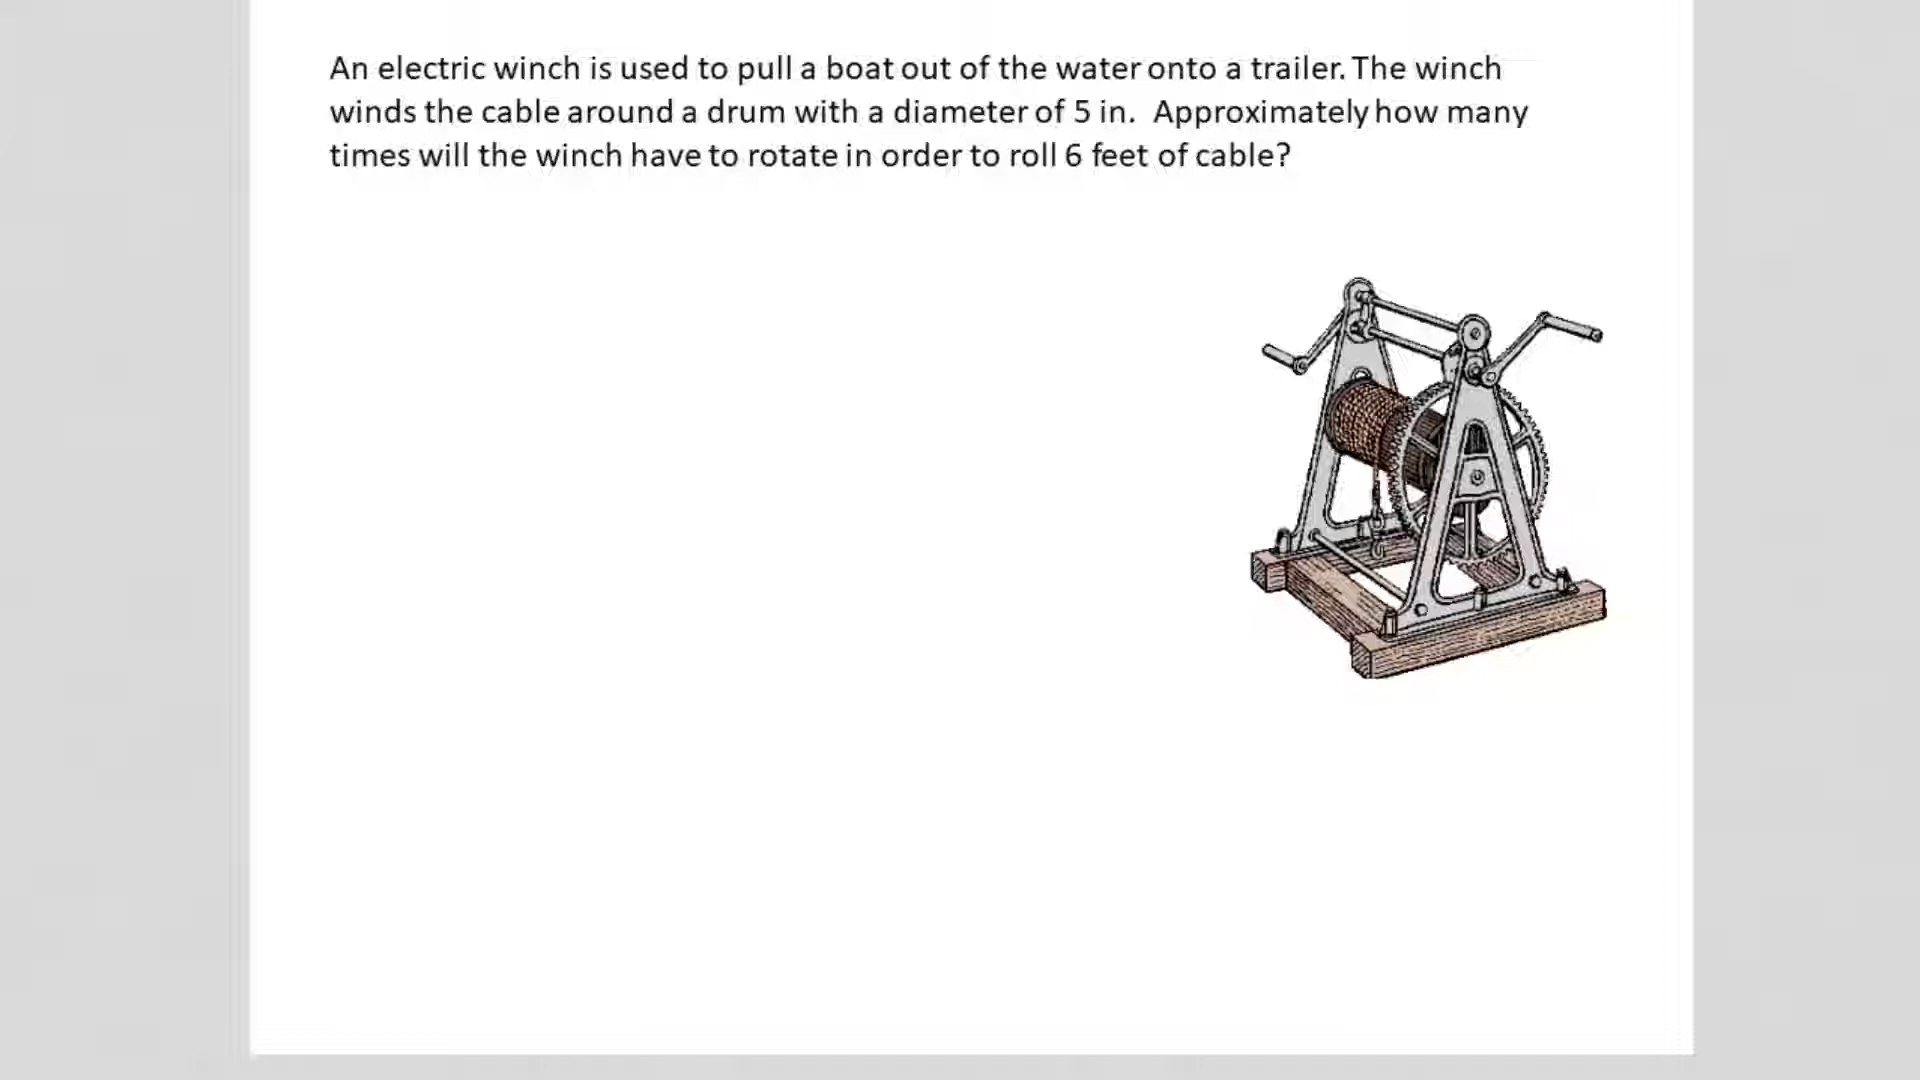 An electric winch is used to pull a boat out of the water onto a trailer. The winch
winds the cable around a drum with a diameter of 5 in.  Approximately how many
times will the winch have to rotate in order to roll 6 feet of cable?